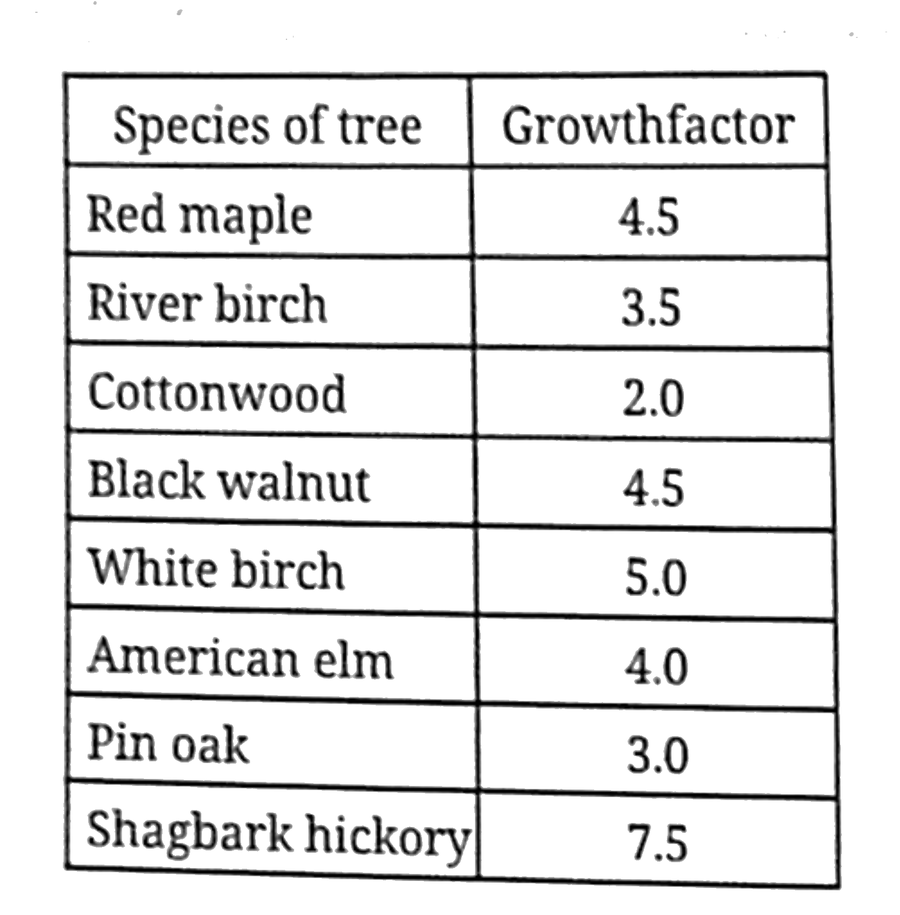 Species of tree Growthfactor
Red maple 4.5
River birch 3.5
Cottonwood 2.0
Black walnut 4.5
White birch 5.0
American elm 4.0
Pin oak 3.0
Shagbark hickory 7.5